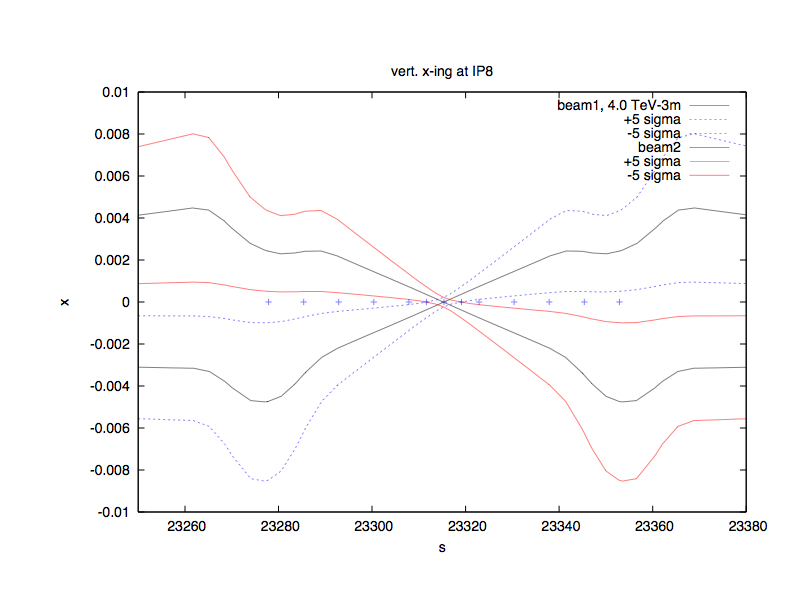 vert. x-ing at IP8
beam1, 4.0 TeV-3m
+5 sigma
-5 sigma
beam2
+5 sigma
-5 sigma
0.01
0.008
0.006
0.004
0.002
0
-0.002
-0.004
-0.006
-0.008
-0.01
x
23260 23280 23300 23320 23340 23360 23380
s